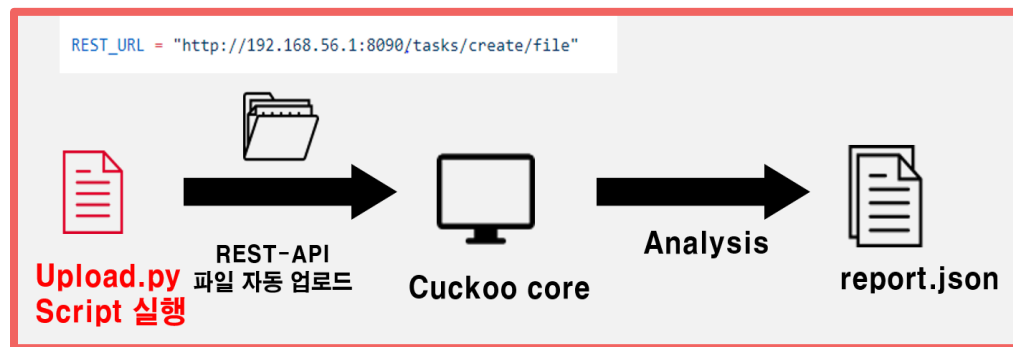 REST_URL = "http://192.168.56.1:8090/tasks/create/file"
Upload.py
Script 실행
REST-API
파일 자동 업로드
Cuckoo core
Analysis
report.json